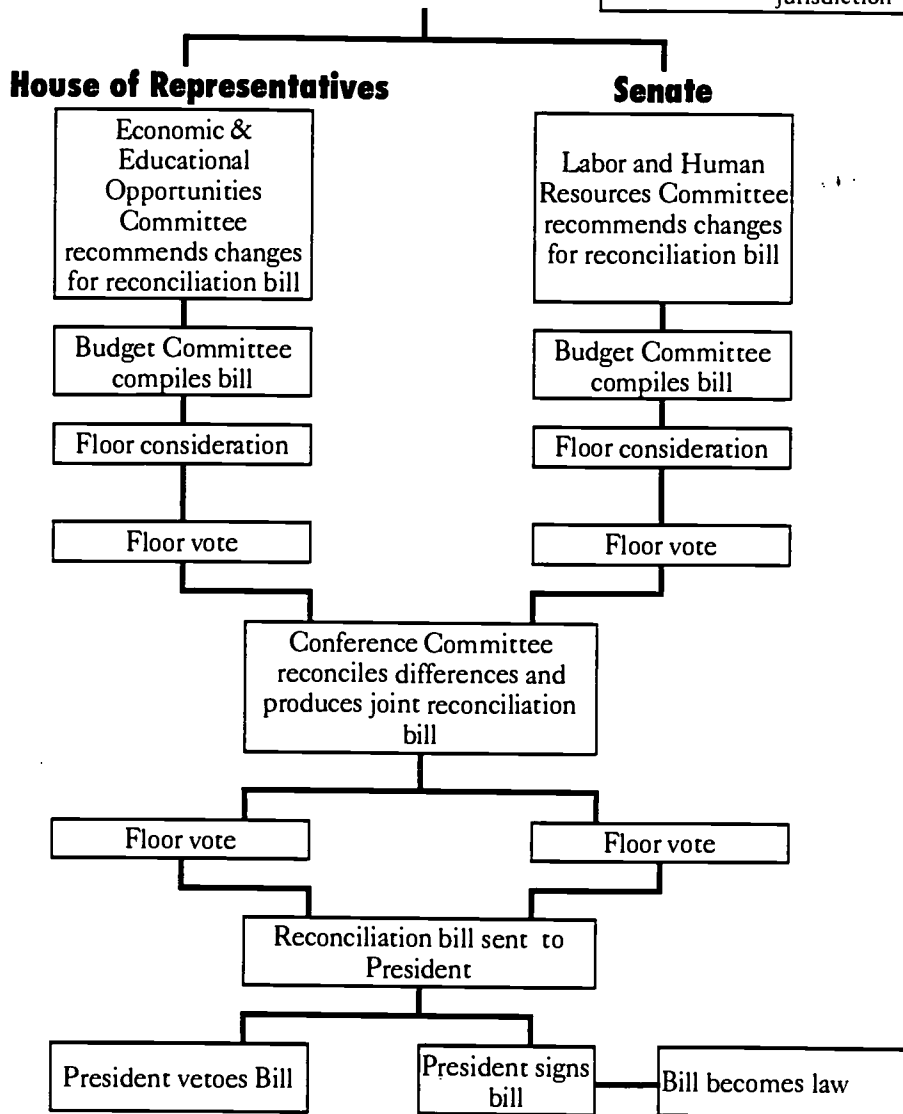 jurisdiction
House of Representatives
Economic &
Educational
Opportunities
Committee
recommends changes
for reconciliation bill
Budget Committee
compiles bill
Floor consideration
Floor vote
Senate
Labor and Human
Resources Committee
recommends changes
for reconciliation bill
Budget Committee
compiles bill
Floor consideration
Floor vote
Conference Committee
reconciles differences and
produces joint reconciliation
bill
Floor vote
Floor vote
Reconciliation bill sent to
President
President vetoes Bill
President signs
bill
Bill becomes law